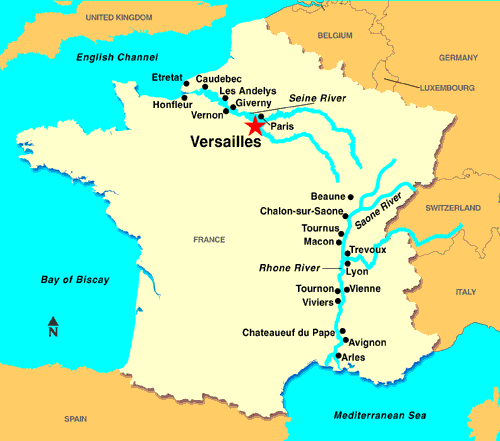 UNITED KINGDOM
BELGIUM
English Channel
GERMANY
Etretat
Caudebec
LUXEMBOURG
Les Andelys
Honfleur
Giverny
Seine River
Vernon
Paris
Versailles
Beaune
Saone River
Chalon-sur-Saone
SWITZERLAND
Tournus
FRANCE
Macon
Trevoux
Rhone River
Lyon
Bay of Biscay
Tournon
Vienne
ITALY
Viviers
N
Chateaueuf du Pape
Avignon
Arles
SPAIN
Mediterranean Sea